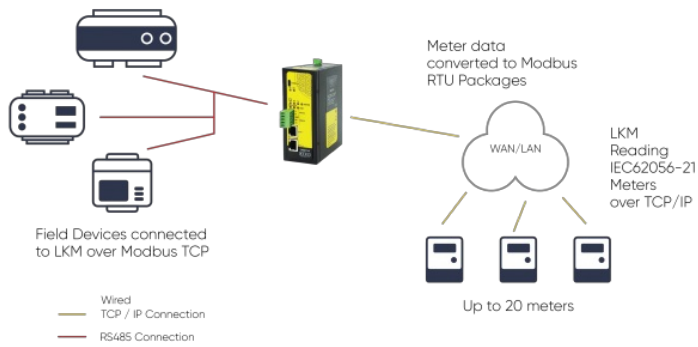 Meter data
converted to Modbus
RTU Packages
WAN/LAN
LKM
Reading
IEC62056-21
Meters
over TCP/IP
Field Devices connected
to LKM over Modbus TCP
Up to 20 meters
Wired
TCP / IP Connection
RS485 Connection